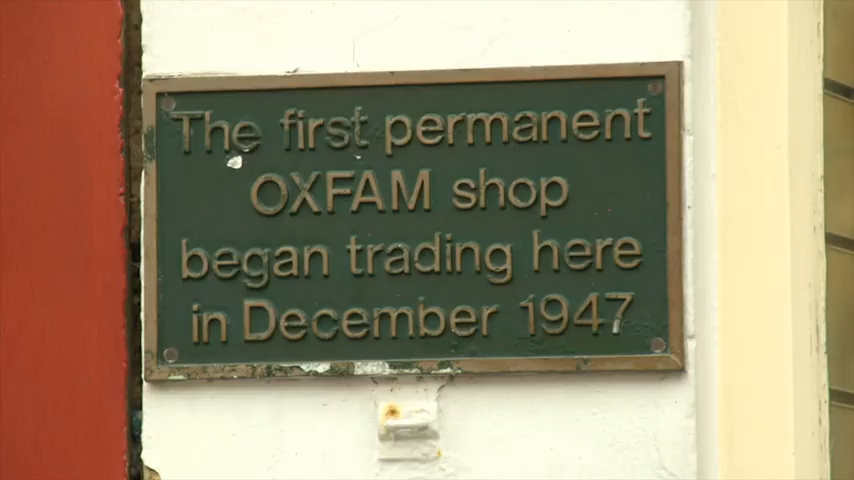 The first permanent
OXFAM shop
began trading here
in December 1947